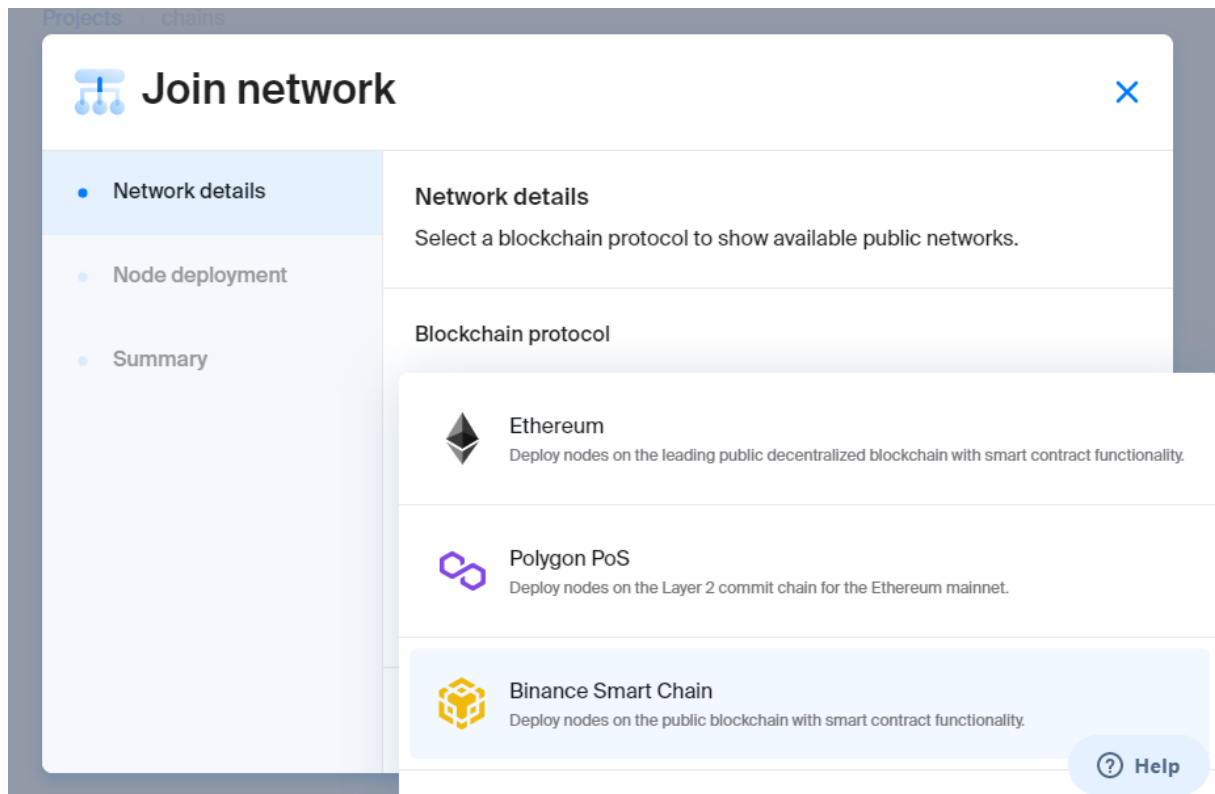 Projects chains
Join network
Network details
Node deployment
Summary
Network details
Select a blockchain protocol to show available public networks.
Blockchain protocol
Ethereum
Deploy nodes on the leading public decentralized blockchain with smart contract functionality.
Polygon PoS
Deploy nodes on the Layer 2 commit chain for the Ethereum mainnet.
Binance Smart Chain
Deploy nodes on the public blockchain with smart contract functionality.
Help